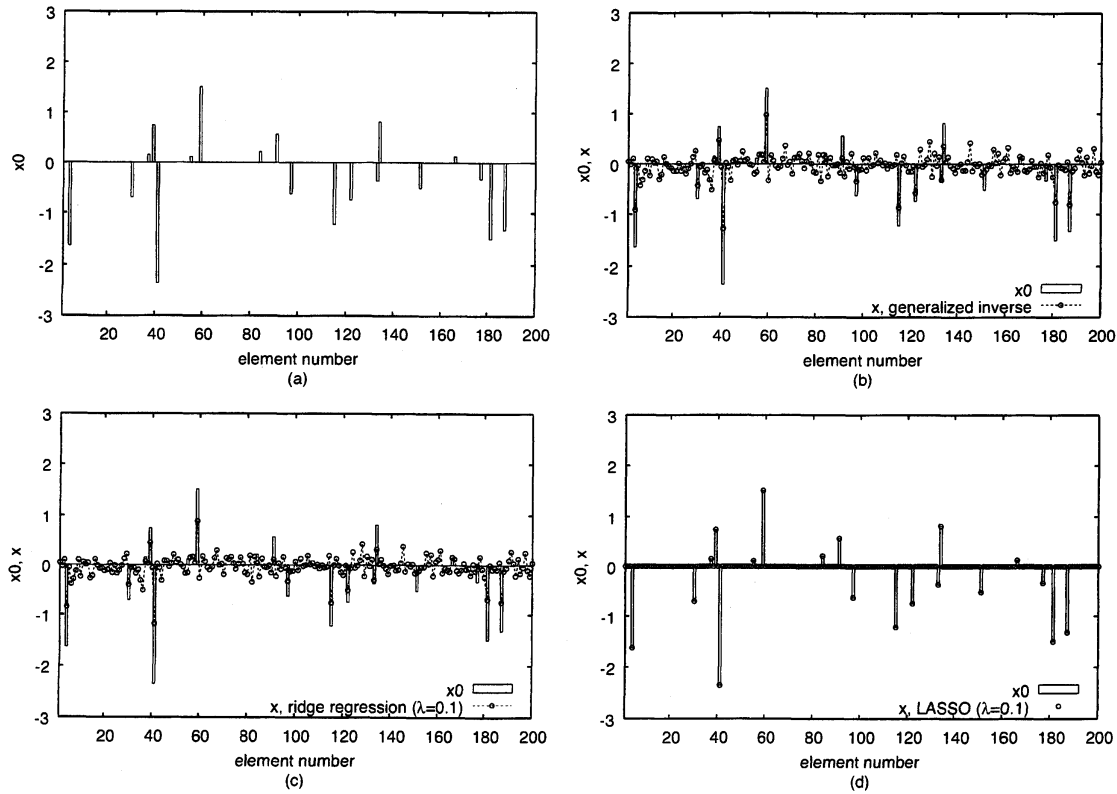 3
2
1
0
-1
-2
-3
x0
20 40 60 80 100 120 140 160 180 200
element number
(a)
3
2
1
0
-1
-2
-3
x0, x
x0
x, generalized inverse
20 40 60 80 100 120 140 160 180 200
element number
(b)
3
2
1
0
-1
-2
-3
x0, x
x0
x, ridge regression (λ=0.1)
20 40 60 80 100 120 140 160 180 200
element number
(c)
3
2
1
0
-1
-2
-3
x0, x
x0
x, LASSO (λ=0.1)
20 40 60 80 100 120 140 160 180 200
element number
(d)